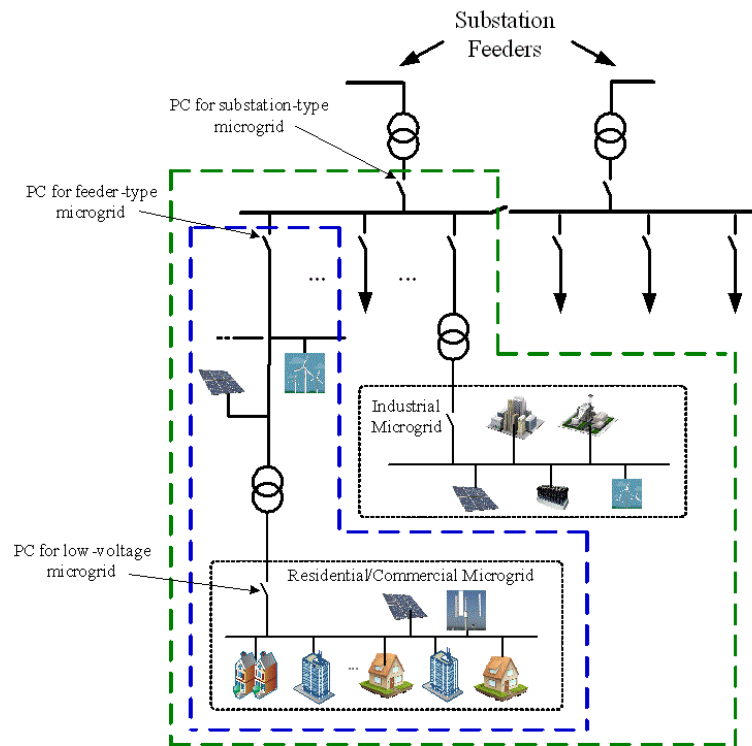 Substation
Feeders
PC for substation-type
microgrid
PC for feeder-type
microgrid
...
...
Industrial
Microgrid
PC for low-voltage
microgrid
Residential/Commercial Microgrid
...